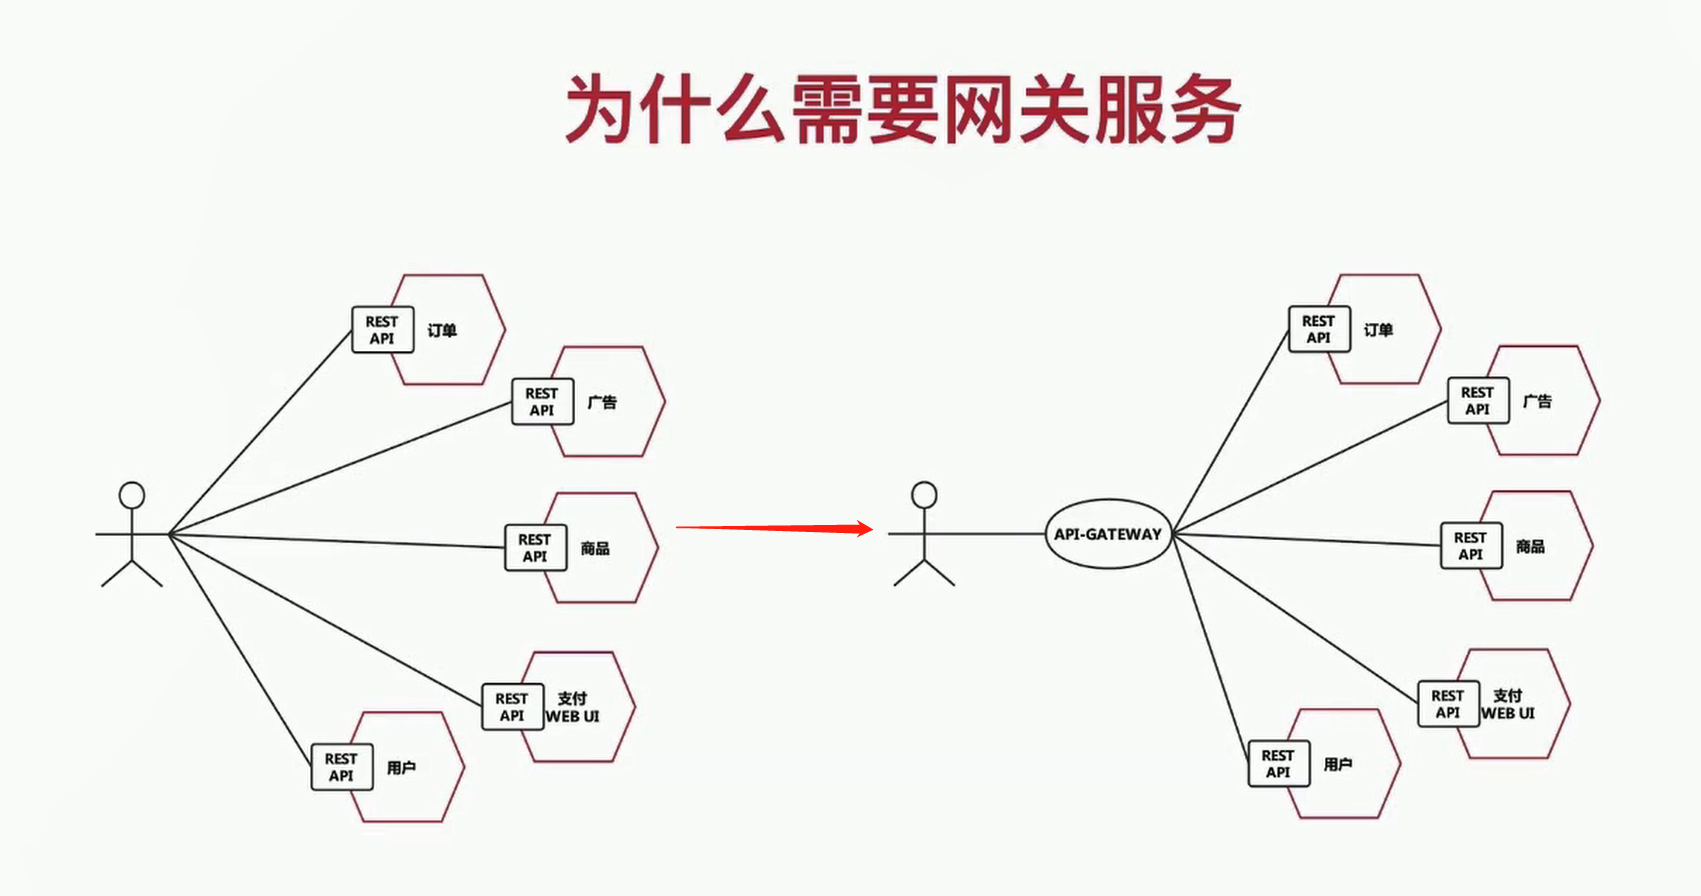 为什么需要网关服务
REST
API
订单
REST
API
广告
REST
API
商品
REST
API
支付
WEB UI
REST
API
用户
API-GATEWAY
REST
API
订单
REST
API
广告
REST
API
商品
REST
API
支付
WEB UI
REST
API
用户